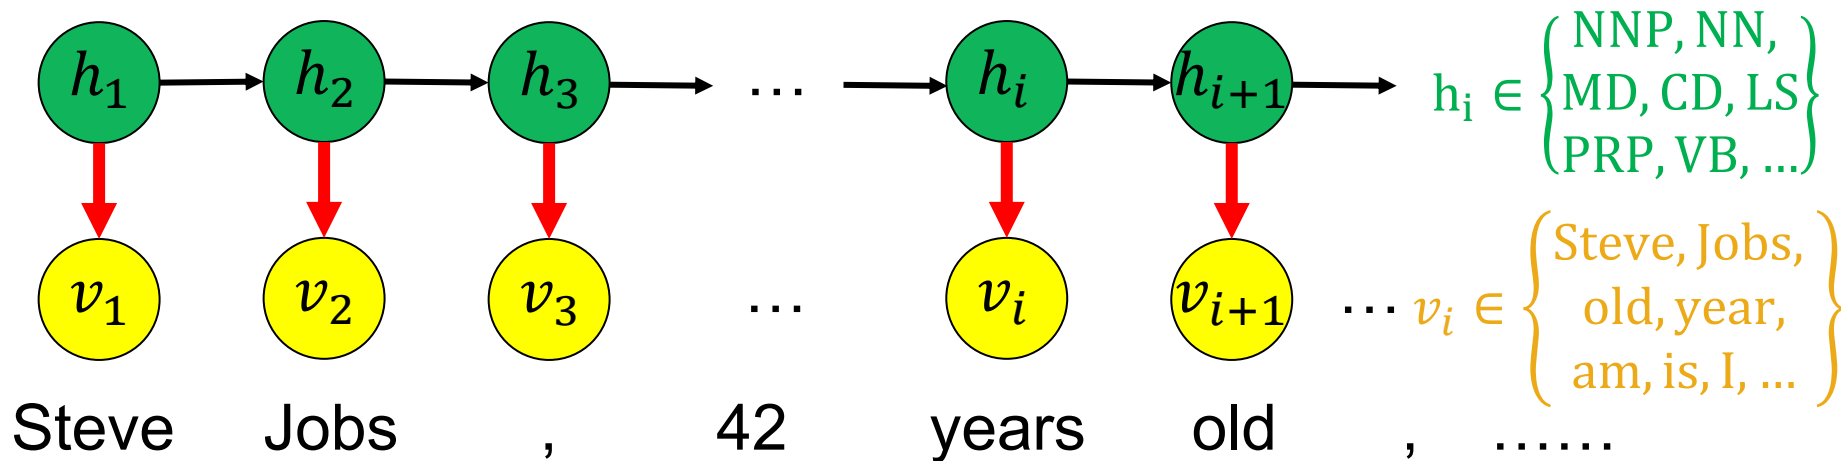 h₁ h₂ h₃ … hᵢ hᵢ₊₁ hᵢ ∈ { NNP, NN,
MD, CD, LS
PRP, VB, … }
v₁ v₂ v₃ … vᵢ vᵢ₊₁ … vᵢ ∈ { Steve, Jobs,
old, year,
am, is, I, … }
Steve Jobs , 42 years old , ……